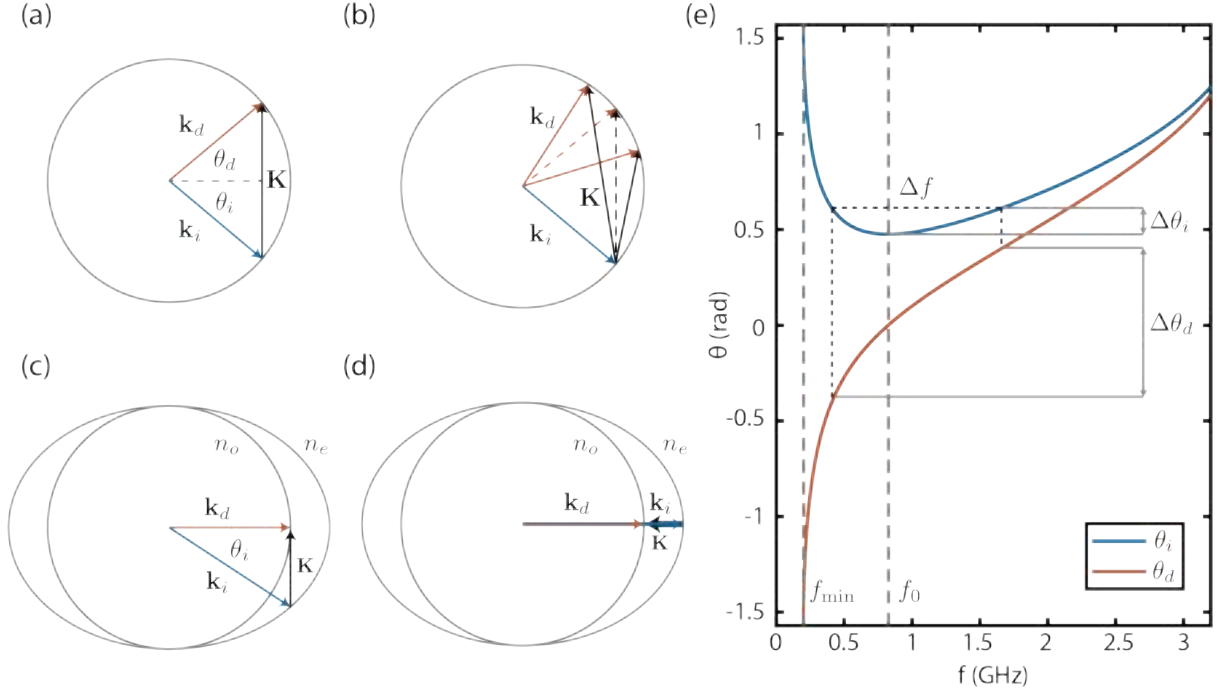 (a)
k_d
θ_d
θ_i
K
k_i
(b)
k_d
K
k_i
(c)
n_o
n_e
k_d
θ_i
k_i
K
(d)
n_o
n_e
k_d
k_i
K
(e)
θ (rad)
1.5
1
0.5
0
-0.5
-1
-1.5
Δf
Δθ_i
Δθ_d
f_min
f_0
θ_i
θ_d
0 0.5 1 1.5 2 2.5 3
f (GHz)